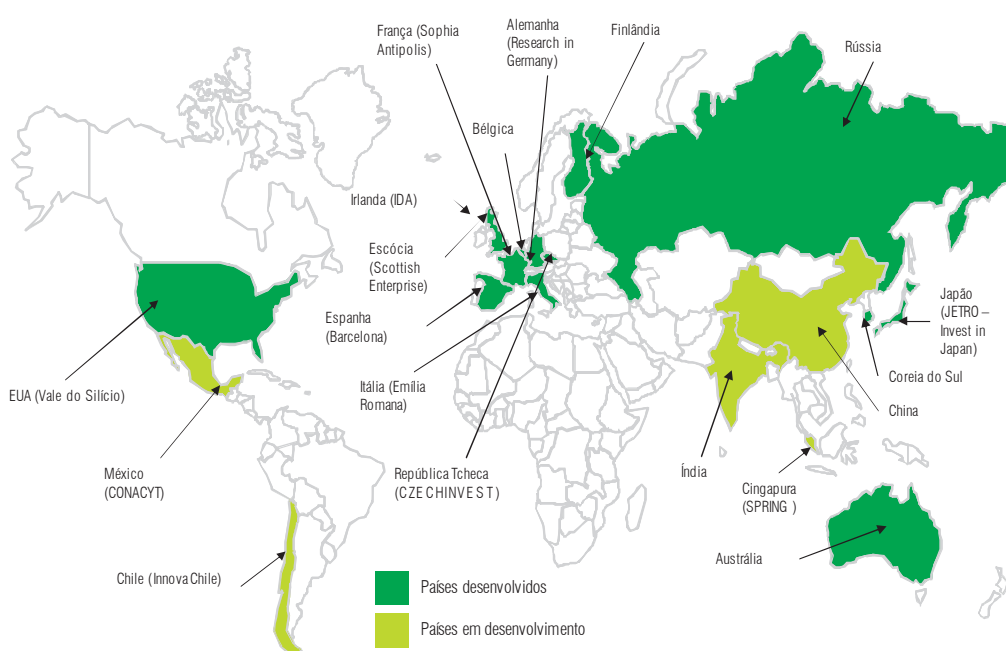 França (Sophia
Antipolis)
Alemanha
(Research in
Germany)
Finlândia
Rússia
Bélgica
Irlanda (IDA)
Escócia
(Scottish
Enterprise)
Espanha
(Barcelona)
Itália (Emília
Romana)
EUA (Vale do Silício)
Japão
(JETRO –
Invest in
Japan)
Coreia do Sul
China
México
(CONACYT)
República Tcheca
(CZECHINVEST)
Índia
Cingapura
(SPRING )
Austrália
Chile (Innova Chile)
Países desenvolvidos
Países em desenvolvimento